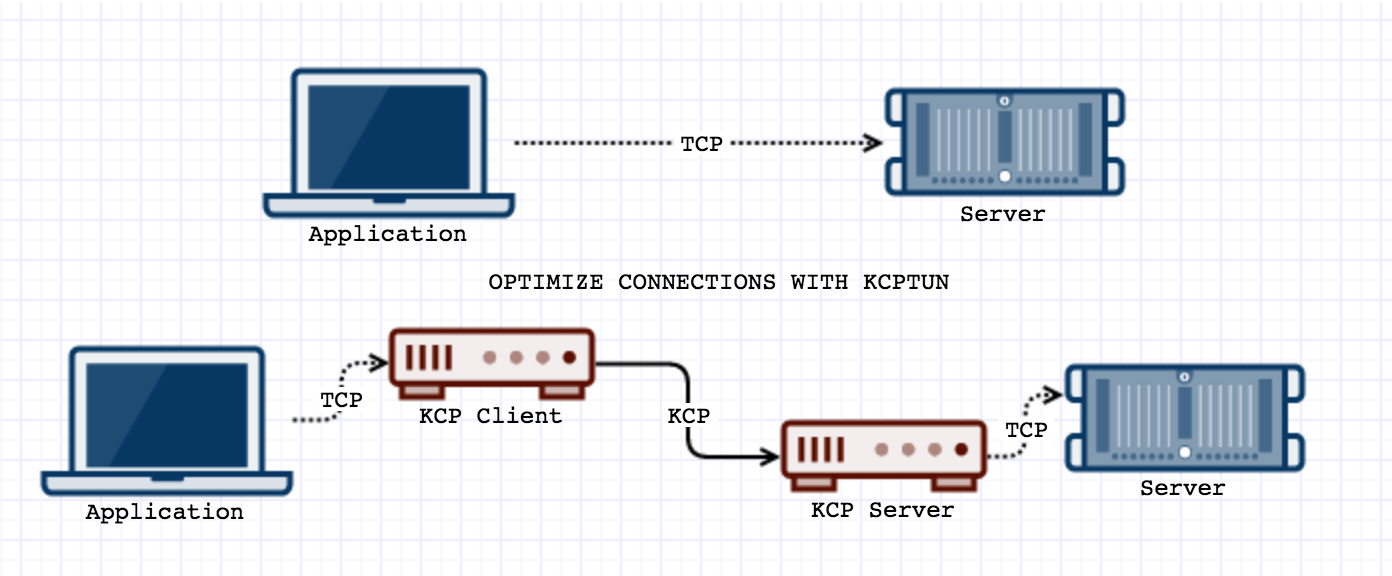 TCP
Application
Server
OPTIMIZE CONNECTIONS WITH KCPTUN
TCP
KCP Client
KCP
TCP
Application
KCP Server
Server